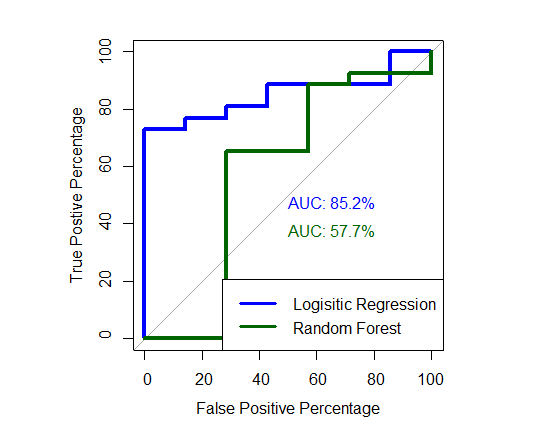 True Postive Percentage
100
80
60
40
20
0
AUC: 85.2%
AUC: 57.7%
Logisitic Regression
Random Forest
0 20 40 60 80 100
False Positive Percentage